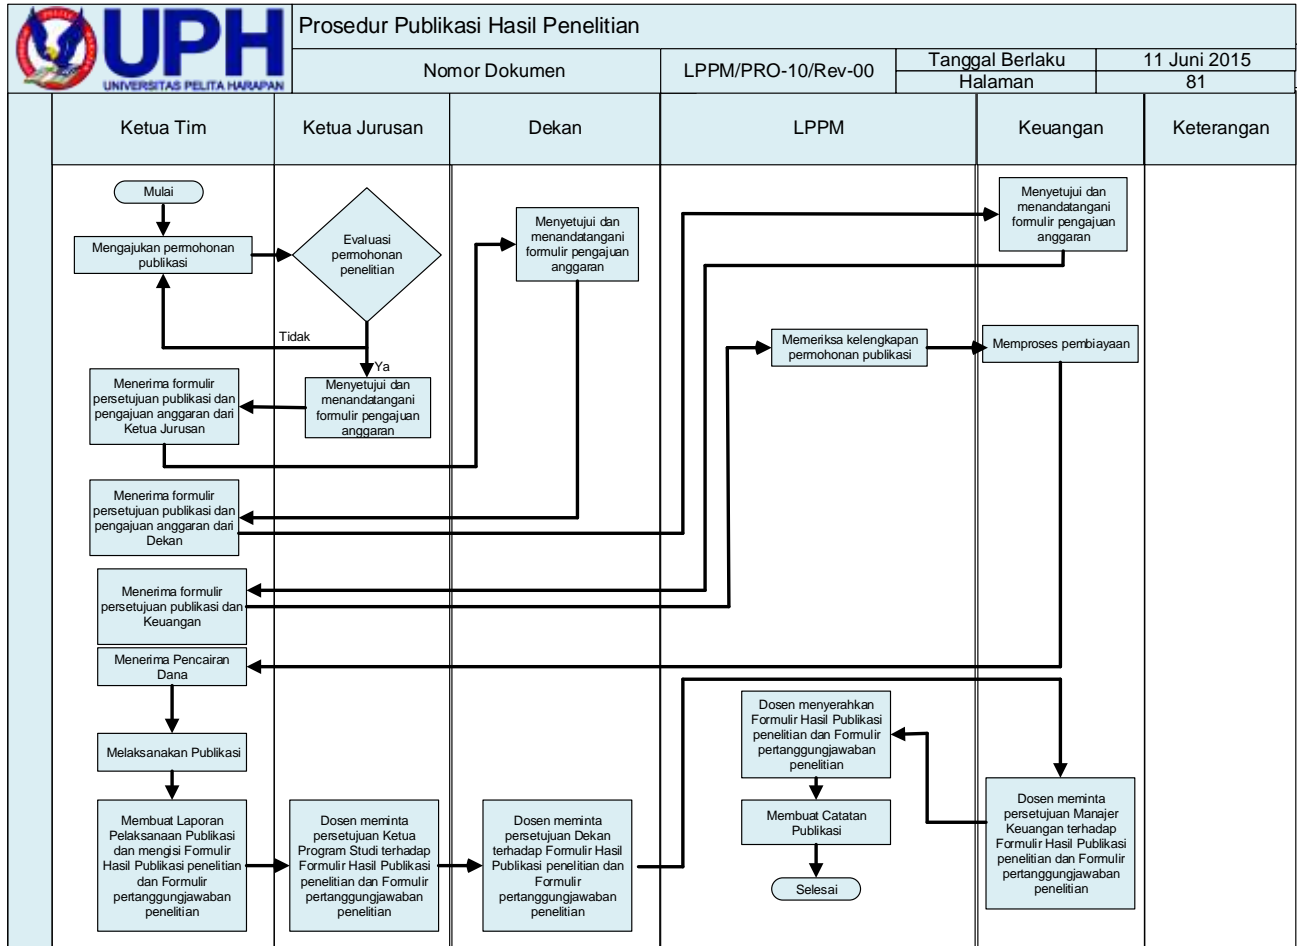 UPH
UNIVERSITAS PELITA HARAPAN
Prosedur Publikasi Hasil Penelitian
Nomor Dokumen
LPPM/PRO-10/Rev-00
Tanggal Berlaku
11 Juni 2015
Halaman
81
Ketua Tim
Ketua Jurusan
Dekan
LPPM
Keuangan
Keterangan
Mulai
Mengajukan permohonan
publikasi
Evaluasi
permohonan
penelitian
Tidak
Ya
Menyetujui dan
menandatangani
formulir pengajuan
anggaran
Menerima formulir
persetujuan publikasi dan
pengajuan anggaran dari
Ketua Jurusan
Menyetujui dan
menandatangani
formulir pengajuan
anggaran
Menerima formulir
persetujuan publikasi dan
pengajuan anggaran dari
Dekan
Menyetujui dan
menandatangani
formulir pengajuan
anggaran
Menerima formulir
persetujuan publikasi dan
Keuangan
Memeriksa kelengkapan
permohonan publikasi
Memproses pembiayaan
Menerima Pencairan
Dana
Melaksanakan Publikasi
Membuat Laporan
Pelaksanaan Publikasi
dan mengisi Formulir
Hasil Publikasi penelitian
dan Formulir
pertanggungjawaban
penelitian
Dosen meminta
persetujuan Ketua
Program Studi terhadap
Formulir Hasil Publikasi
penelitian dan Formulir
pertanggungjawaban
penelitian
Dosen meminta
persetujuan Dekan
terhadap Formulir Hasil
Publikasi penelitian dan
Formulir
pertanggungjawaban
penelitian
Dosen meminta
persetujuan Manajer
Keuangan terhadap
Formulir Hasil Publikasi
penelitian dan Formulir
pertanggungjawaban
penelitian
Dosen menyerahkan
Formulir Hasil Publikasi
penelitian dan Formulir
pertanggungjawaban
penelitian
Membuat Catatan
Publikasi
Selesai